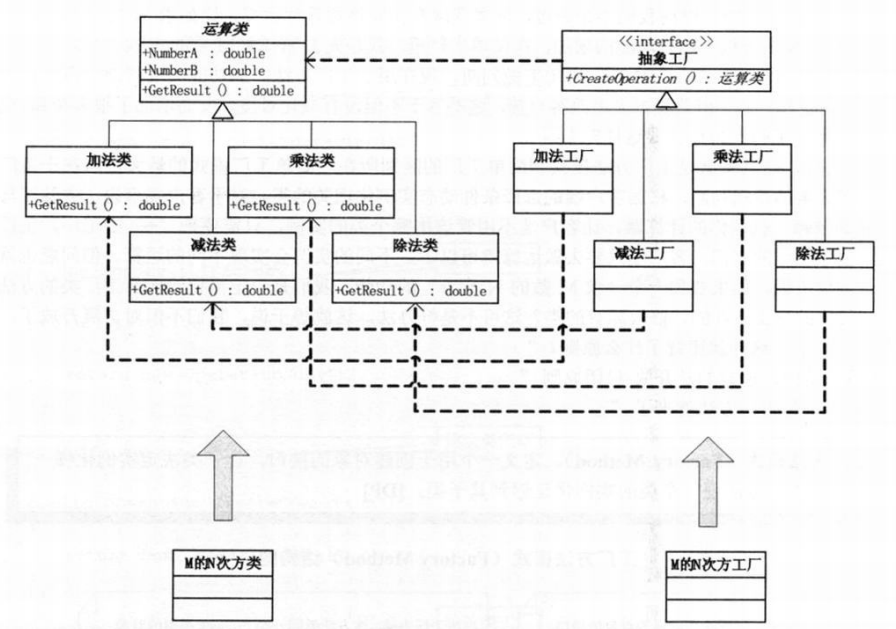 运算类
+NumberA : double
+NumberB : double
+GetResult () : double
<<interface >>
抽象工厂
+CreateOperation () : 运算类
加法类
+GetResult () : double
乘法类
+GetResult () : double
加法工厂
乘法工厂
减法类
+GetResult () : double
除法类
+GetResult () : double
减法工厂
除法工厂
M的N次方类
M的N次方工厂